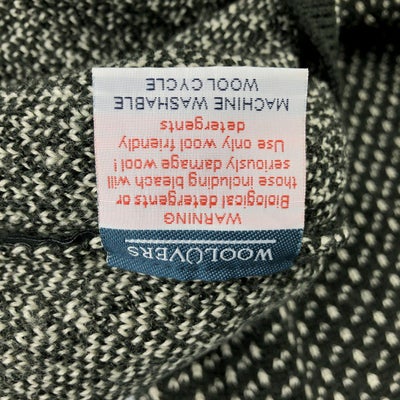 WOOLOVERS
WARNING
Biological detergents or
those including bleach will
seriously damage wool!
Use only wool friendly
detergents
MACHINE WASHABLE
WOOL CYCLE